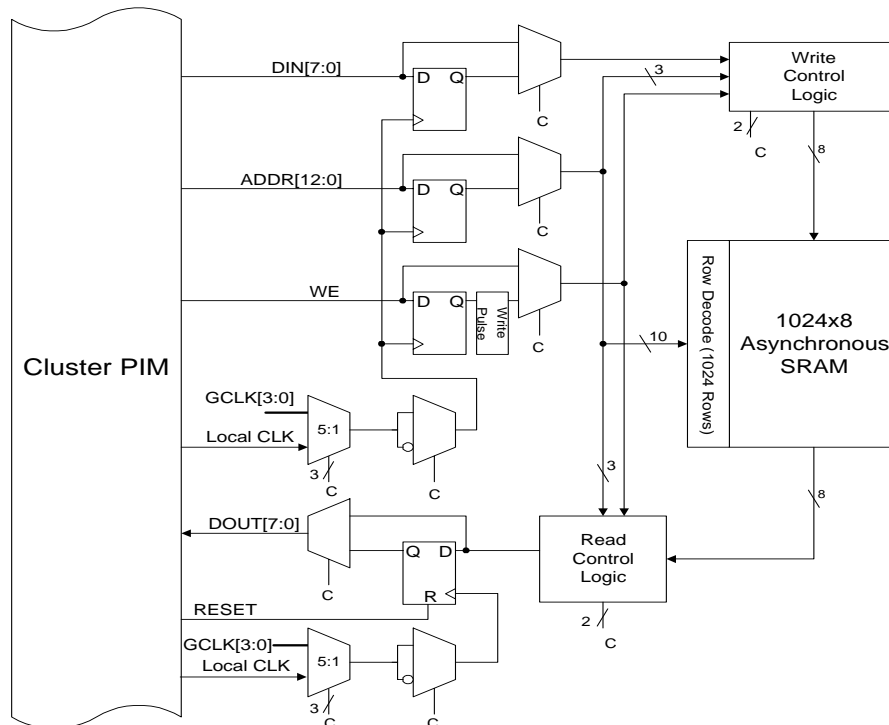 DIN[7:0]
D Q
C
3
Write
Control
Logic
2
C
8
ADDR[12:0]
D Q
C
WE
D Q
Write
Pulse
C
10
Row Decode (1024 Rows)
1024x8
Asynchronous
SRAM
Cluster PIM
GCLK[3:0]
Local CLK
5:1
3
C
C
3
8
DOUT[7:0]
C
Q D
R
Read
Control
Logic
2
C
RESET
GCLK[3:0]
Local CLK
5:1
3
C
C